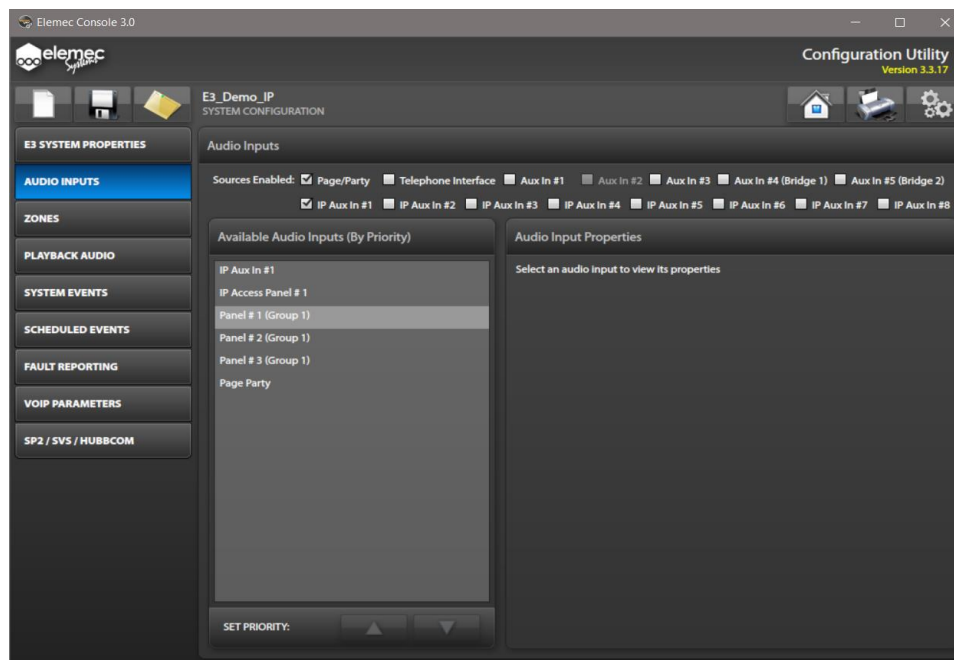 Elemec Console 3.0
elemec
Systems
Configuration Utility
Version 3.3.17
E3_Demo_IP
SYSTEM CONFIGURATION
E3 SYSTEM PROPERTIES
AUDIO INPUTS
ZONES
PLAYBACK AUDIO
SYSTEM EVENTS
SCHEDULED EVENTS
FAULT REPORTING
VOIP PARAMETERS
SP2 / SVS / HUBBCOM
Audio Inputs
Sources Enabled: Page/Party Telephone Interface Aux In #1 Aux In #2 Aux In #3 Aux In #4 (Bridge 1) Aux In #5 (Bridge 2)
IP Aux In #1 IP Aux In #2 IP Aux In #3 IP Aux In #4 IP Aux In #5 IP Aux In #6 IP Aux In #7 IP Aux In #8
Available Audio Inputs (By Priority)
IP Aux In #1
IP Access Panel # 1
Panel # 1 (Group 1)
Panel # 2 (Group 1)
Panel # 3 (Group 1)
Page Party
SET PRIORITY:
Audio Input Properties
Select an audio input to view its properties